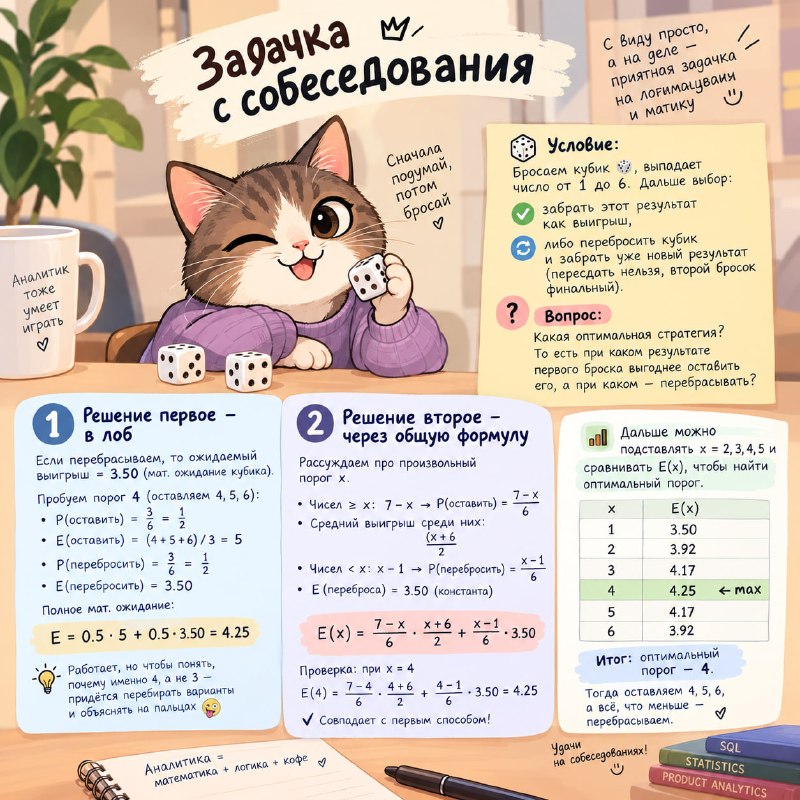 Задачка
с собеседования
С виду просто,
а на деле —
приятная задачка
и матику
Сначала
подумай,
потом
бросай
Аналитик
тоже
умеет
играть
Условие:
Бросаем кубик, выпадает
число от 1 до 6. Дальше выбор:
забрать этот результат
как выигрыш,
либо перебросить кубик
и забрать уже новый результат
(пересдать нельзя, второй бросок
финальный).
?
Вопрос:
Какая оптимальная стратегия?
То есть при каком результате
первого броска выгоднее оставить
его, а при каком — перебрасывать?
1
Решение первое —
в лоб
Если перебрасываем, то ожидаемый
выигрыш = 3.50 (мат. ожидание кубика).
Пробуем порог 4 (оставляем 4, 5, 6):
• P(оставить) = 3/6 = 1/2
• E(оставить) = (4+5+6)/3 = 5
• P(перебросить) = 3/6 = 1/2
• E(перебросить) = 3.50
Полное мат. ожидание:
E = 0.5 · 5 + 0.5 · 3.50 = 4.25
Работает, но чтобы понять,
почему именно 4, а не 3 —
придётся перебирать варианты
и объяснять на пальцах
2
Решение второе —
через общую формулу
Рассуждаем про произвольный
порог x.
• Чисел ≥ x: 7 − x → P(оставить) = 7−x/6
• Средний выигрыш среди них:
(x+6/2
• Чисел < x: x − 1 → P(перебросить) = x−1/6
• E(переброса) = 3.50 (константа)
E(x) = 7−x/6 · x+6/2 + x−1/6 · 3.50
Проверка: при x = 4
E(4) = 7−4/6 · 4+6/2 + 4−1/6 · 3.50 = 4.25
✓ Совпадает с первым способом!
Дальше можно
подставлять x = 2,3,4,5 и
сравнивать E(x), чтобы найти
оптимальный порог.
x E(x)
1 3.50
2 3.92
3 4.17
4 4.25 ← max
5 4.17
6 3.92
Итог: оптимальный
порог — 4.
Тогда оставляем 4, 5, 6,
а всё, что меньше —
перебрасываем.
Аналитика =
математика + логика + кофе
Удачи
на собеседованиях!
SQL
STATISTICS
PRODUCT ANALYTICS